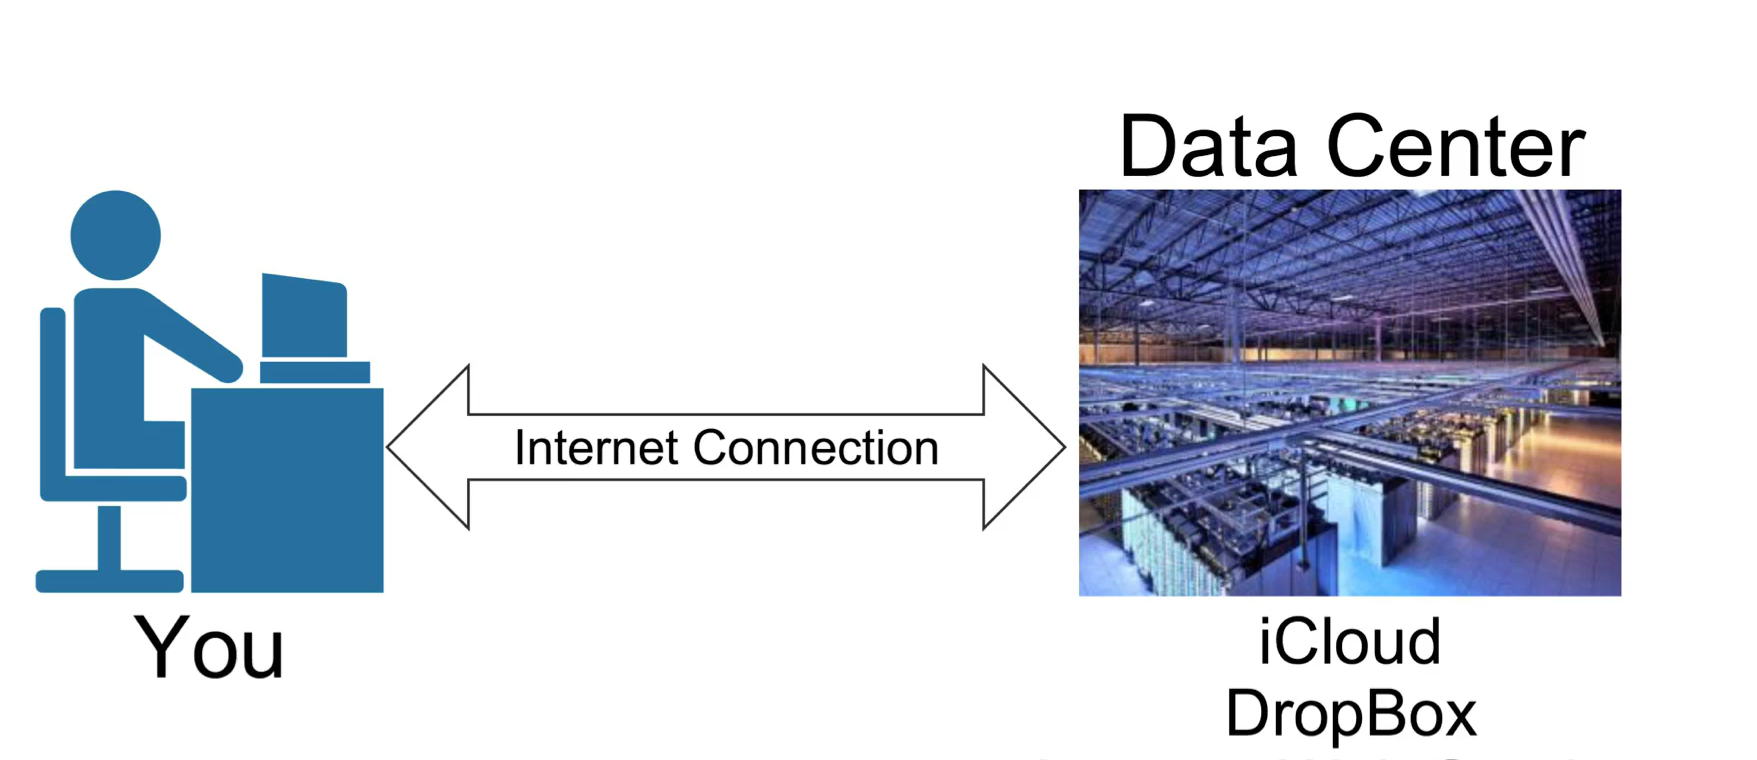 Data Center
Internet Connection
You
iCloud
DropBox